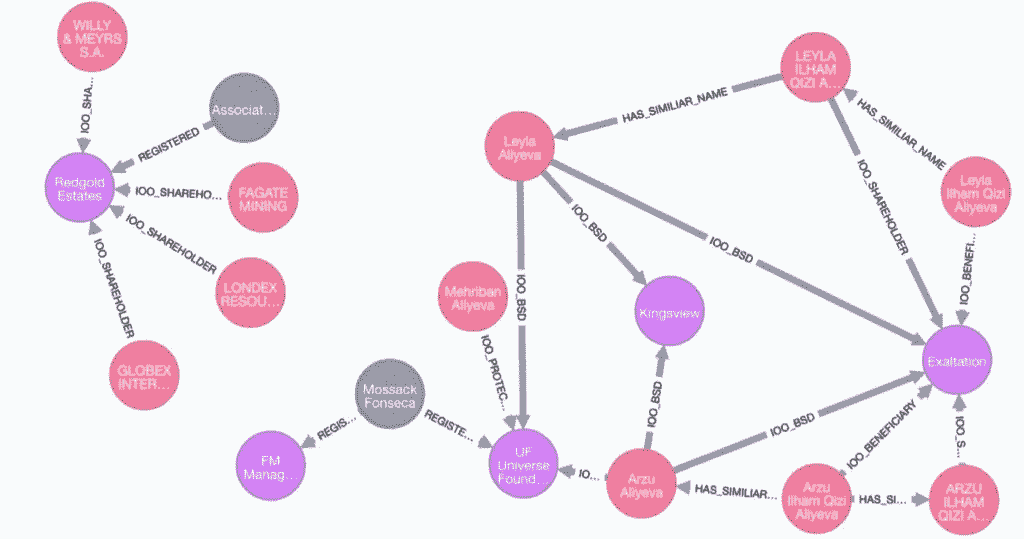 WILLY
& MEYRS
S.A.
IOO_SHA...
Associat...
REGISTERED
Redgold
Estates
IOO_SHAREHO...
FAGATE
MINING
IOO_SHAREHOLDER
LONDEX
RESOU...
IOO_SHAREHOLDER
GLOBEX
INTER...
LEYLA
ILHAM
QIZI A...
HAS_SIMILIAR_NAME
HAS_SIMILIAR_NAME
Leyla
Aliyeva
Leyla
Ilham Qizi
Aliyeva
IOO_SHAREHOLDER
IOO_BSD
IOO_BSD
IOO_BSD
IOO_BENEFI...
Mehriban
Aliyeva
Kingsview
IOO_PROTEC...
Exaltation
Mossack
Fonseca
REGIS...
REGISTE...
IOO_BSD
IOO_BSD
IOO_BENEFICIARY
IOO_S...
FM
Manag...
UF
Universe
Found...
IO...
Arzu
Aliyeva
HAS_SIMILIAR...
Arzu
Ilham Qizi
Aliyeva
HAS_SI...
ARZU
ILHAM
QIZI A...